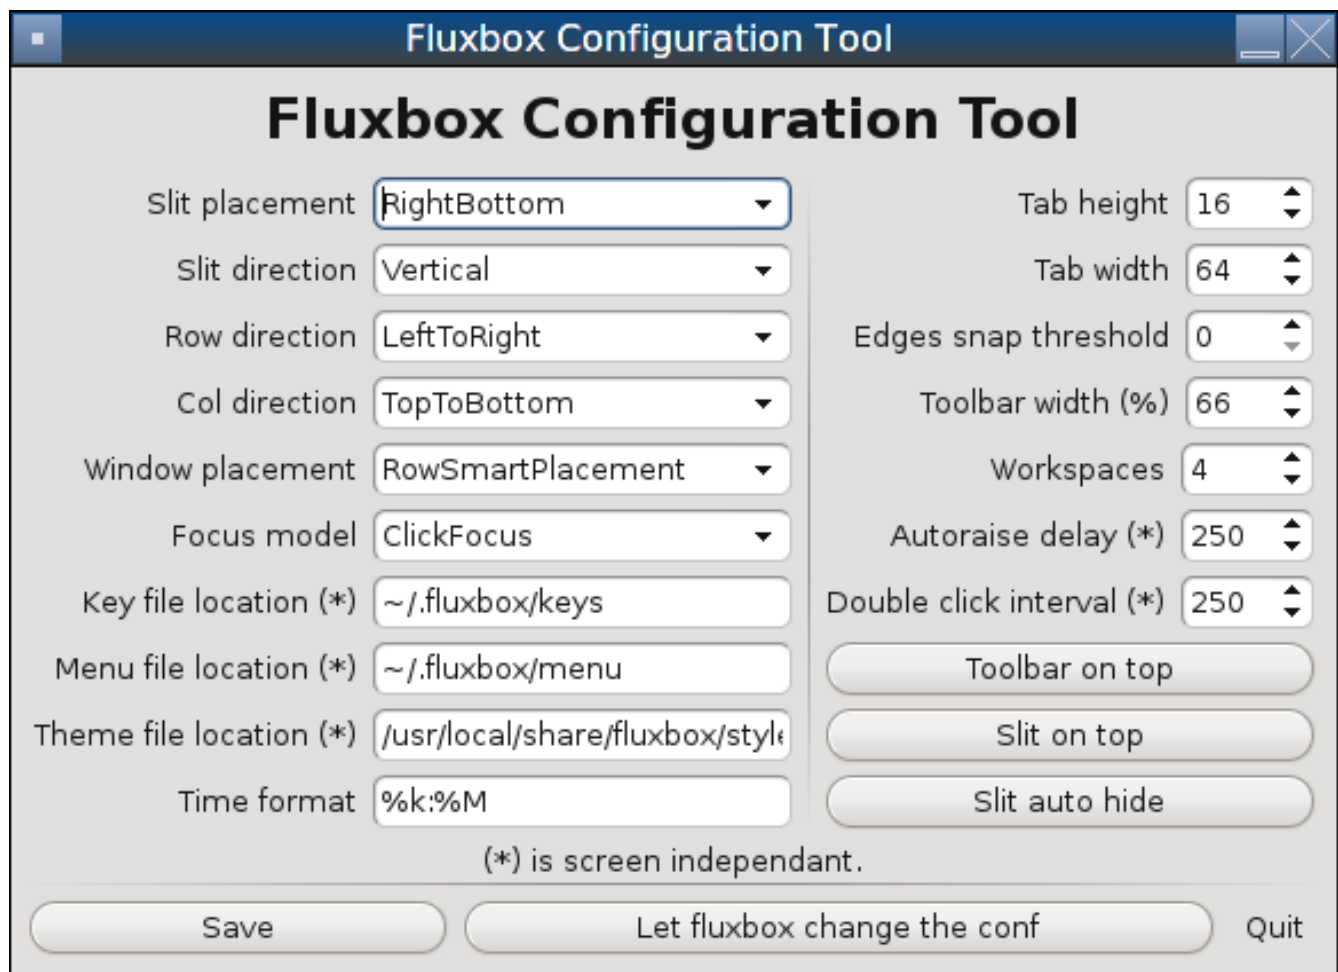 Fluxbox Configuration Tool
Fluxbox Configuration Tool
Slit placement RightBottom
Slit direction Vertical
Row direction LeftToRight
Col direction TopToBottom
Window placement RowSmartPlacement
Focus model ClickFocus
Key file location (*) ~/.fluxbox/keys
Menu file location (*) ~/.fluxbox/menu
Theme file location (*) /usr/local/share/fluxbox/style
Time format %k:%M
Tab height 16
Tab width 64
Edges snap threshold 0
Toolbar width (%) 66
Workspaces 4
Autoraise delay (*) 250
Double click interval (*) 250
Toolbar on top
Slit on top
Slit auto hide
(*) is screen independant.
Save Let fluxbox change the conf Quit